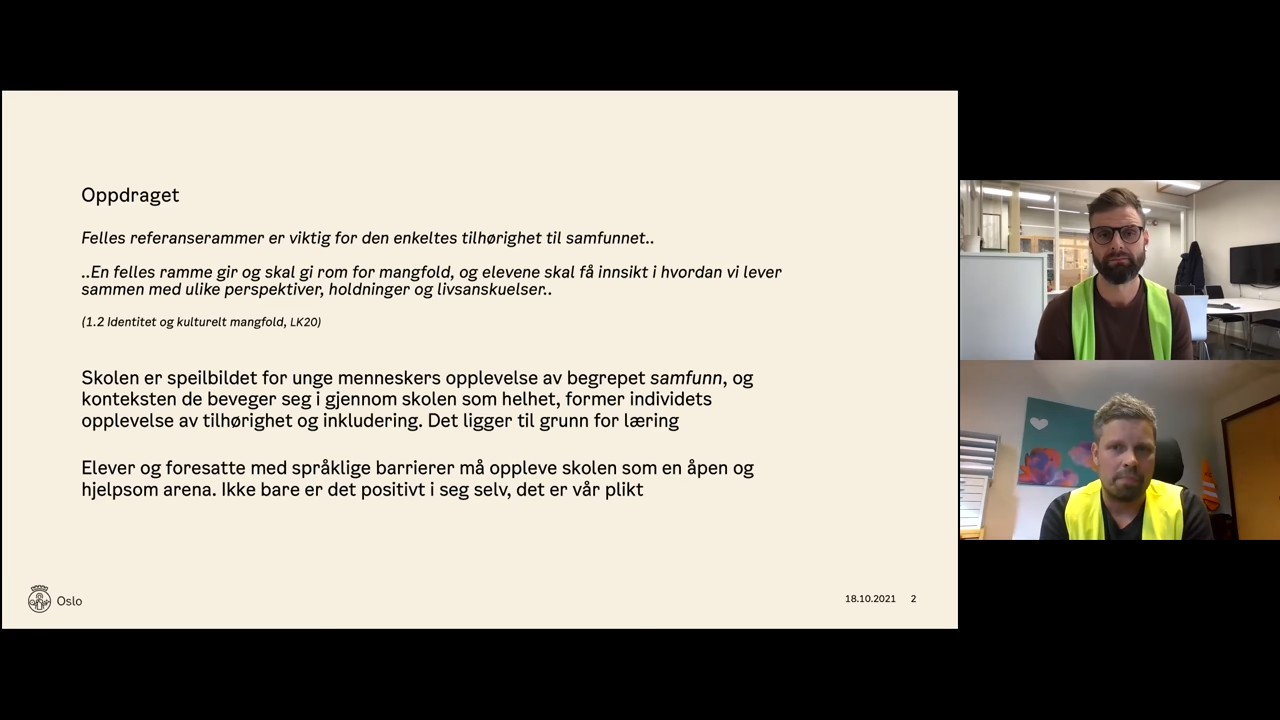 Oppdraget
Felles referanserammer er viktig for den enkeltes tilhørighet til samfunnet..
..En felles ramme gir og skal gi rom for mangfold, og elevene skal få innsikt i hvordan vi lever
sammen med ulike perspektiver, holdninger og livsanskuelser..
(1.2 Identitet og kulturelt mangfold, LK20)
Skolen er speilbildet for unge menneskers opplevelse av begrepet samfunn, og
konteksten de beveger seg i gjennom skolen som helhet, former individets
opplevelse av tilhørighet og inkludering. Det ligger til grunn for læring
Elever og foresatte med språklige barrierer må oppleve skolen som en åpen og
hjelpsom arena. Ikke bare er det positivt i seg selv, det er vår plikt
Oslo
18.10.2021 2